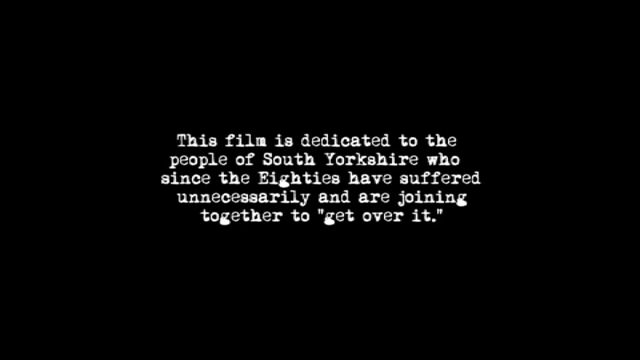 This film is dedicated to the
people of South Yorkshire who
since the Eighties have suffered
unnecessarily and are joining
together to "get over it."